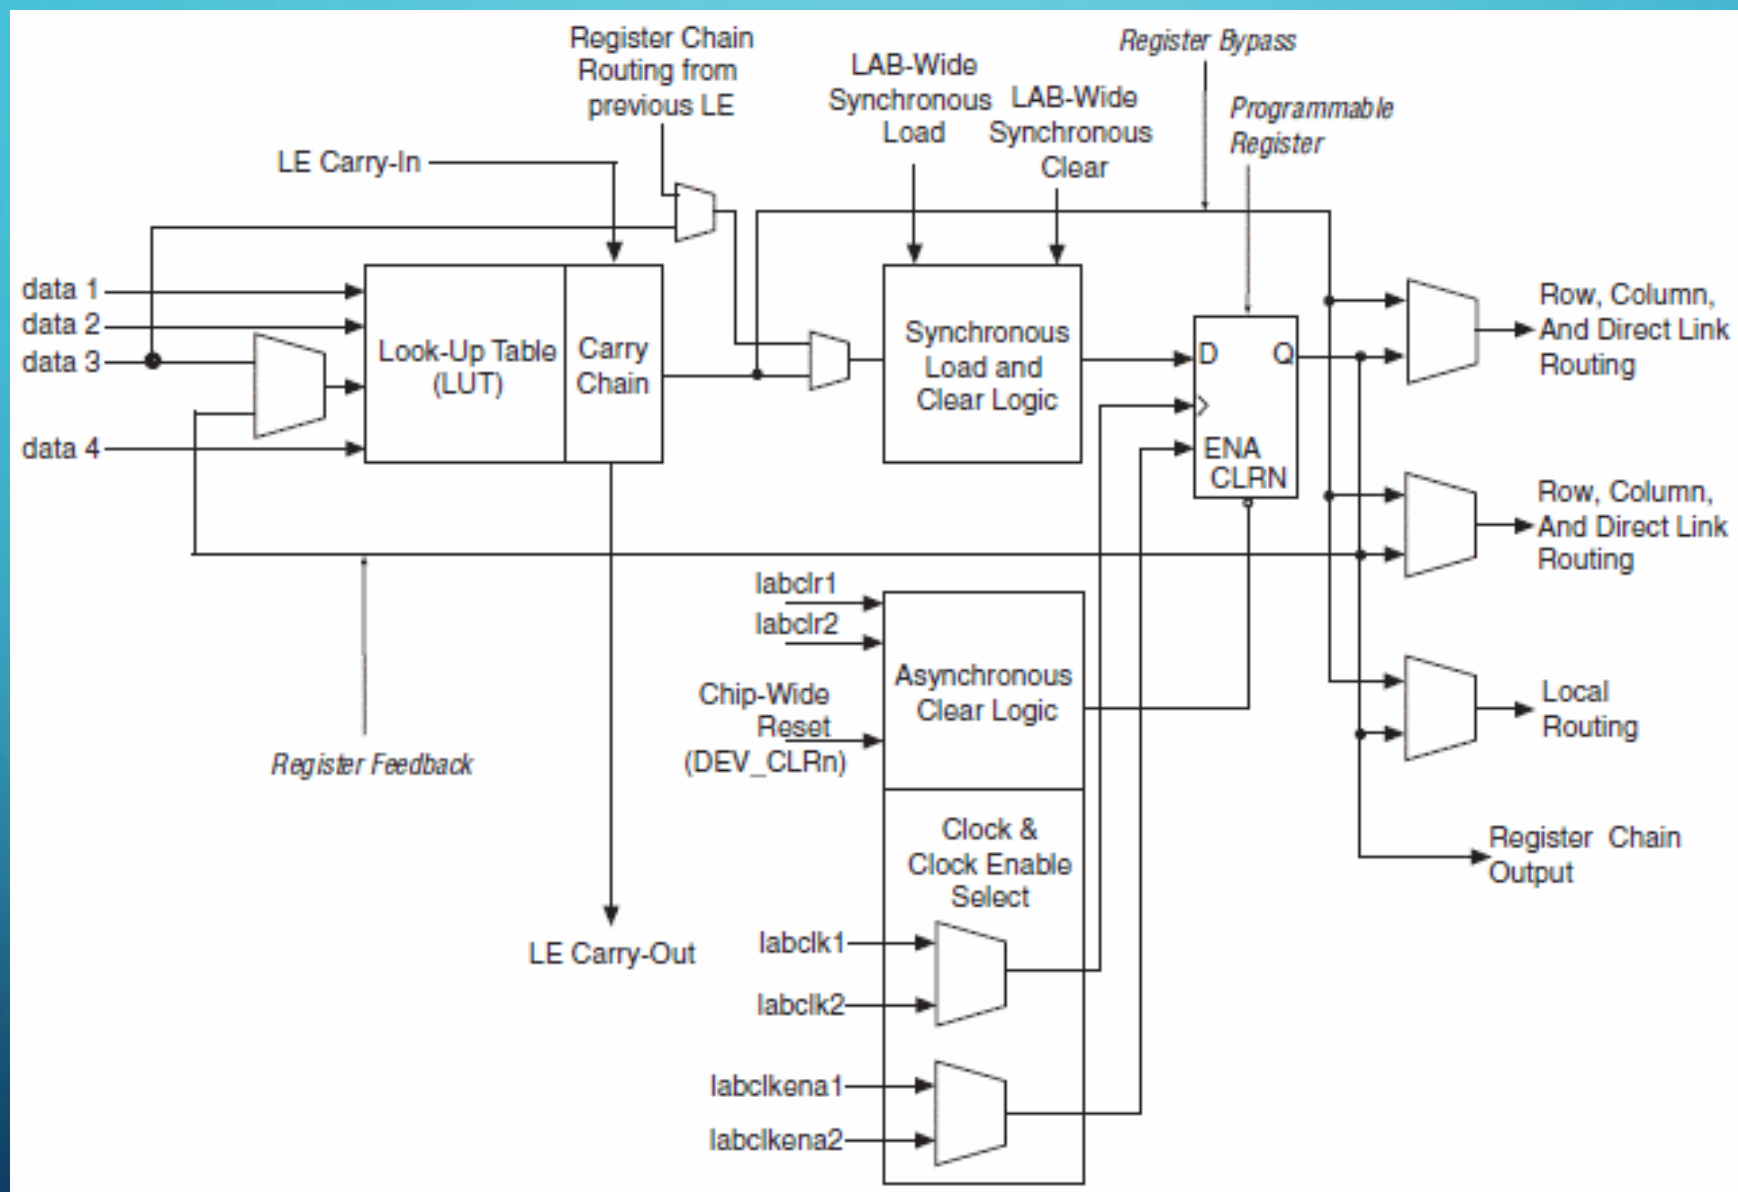 Register Chain
Routing from
previous LE
LAB-Wide
Synchronous
Load
LAB-Wide
Synchronous
Clear
Register Bypass
Programmable
Register
LE Carry-In
data 1
data 2
data 3
data 4
Look-Up Table
(LUT)
Carry
Chain
Synchronous
Load and
Clear Logic
D
Q
ENA
CLRN
Row, Column,
And Direct Link
Routing
Row, Column,
And Direct Link
Routing
Local
Routing
Register Chain
Output
Register Feedback
labclr1
labclr2
Chip-Wide
Reset
(DEV_CLRn)
Asynchronous
Clear Logic
Clock &
Clock Enable
Select
LE Carry-Out
labclk1
labclk2
labclkena1
labclkena2